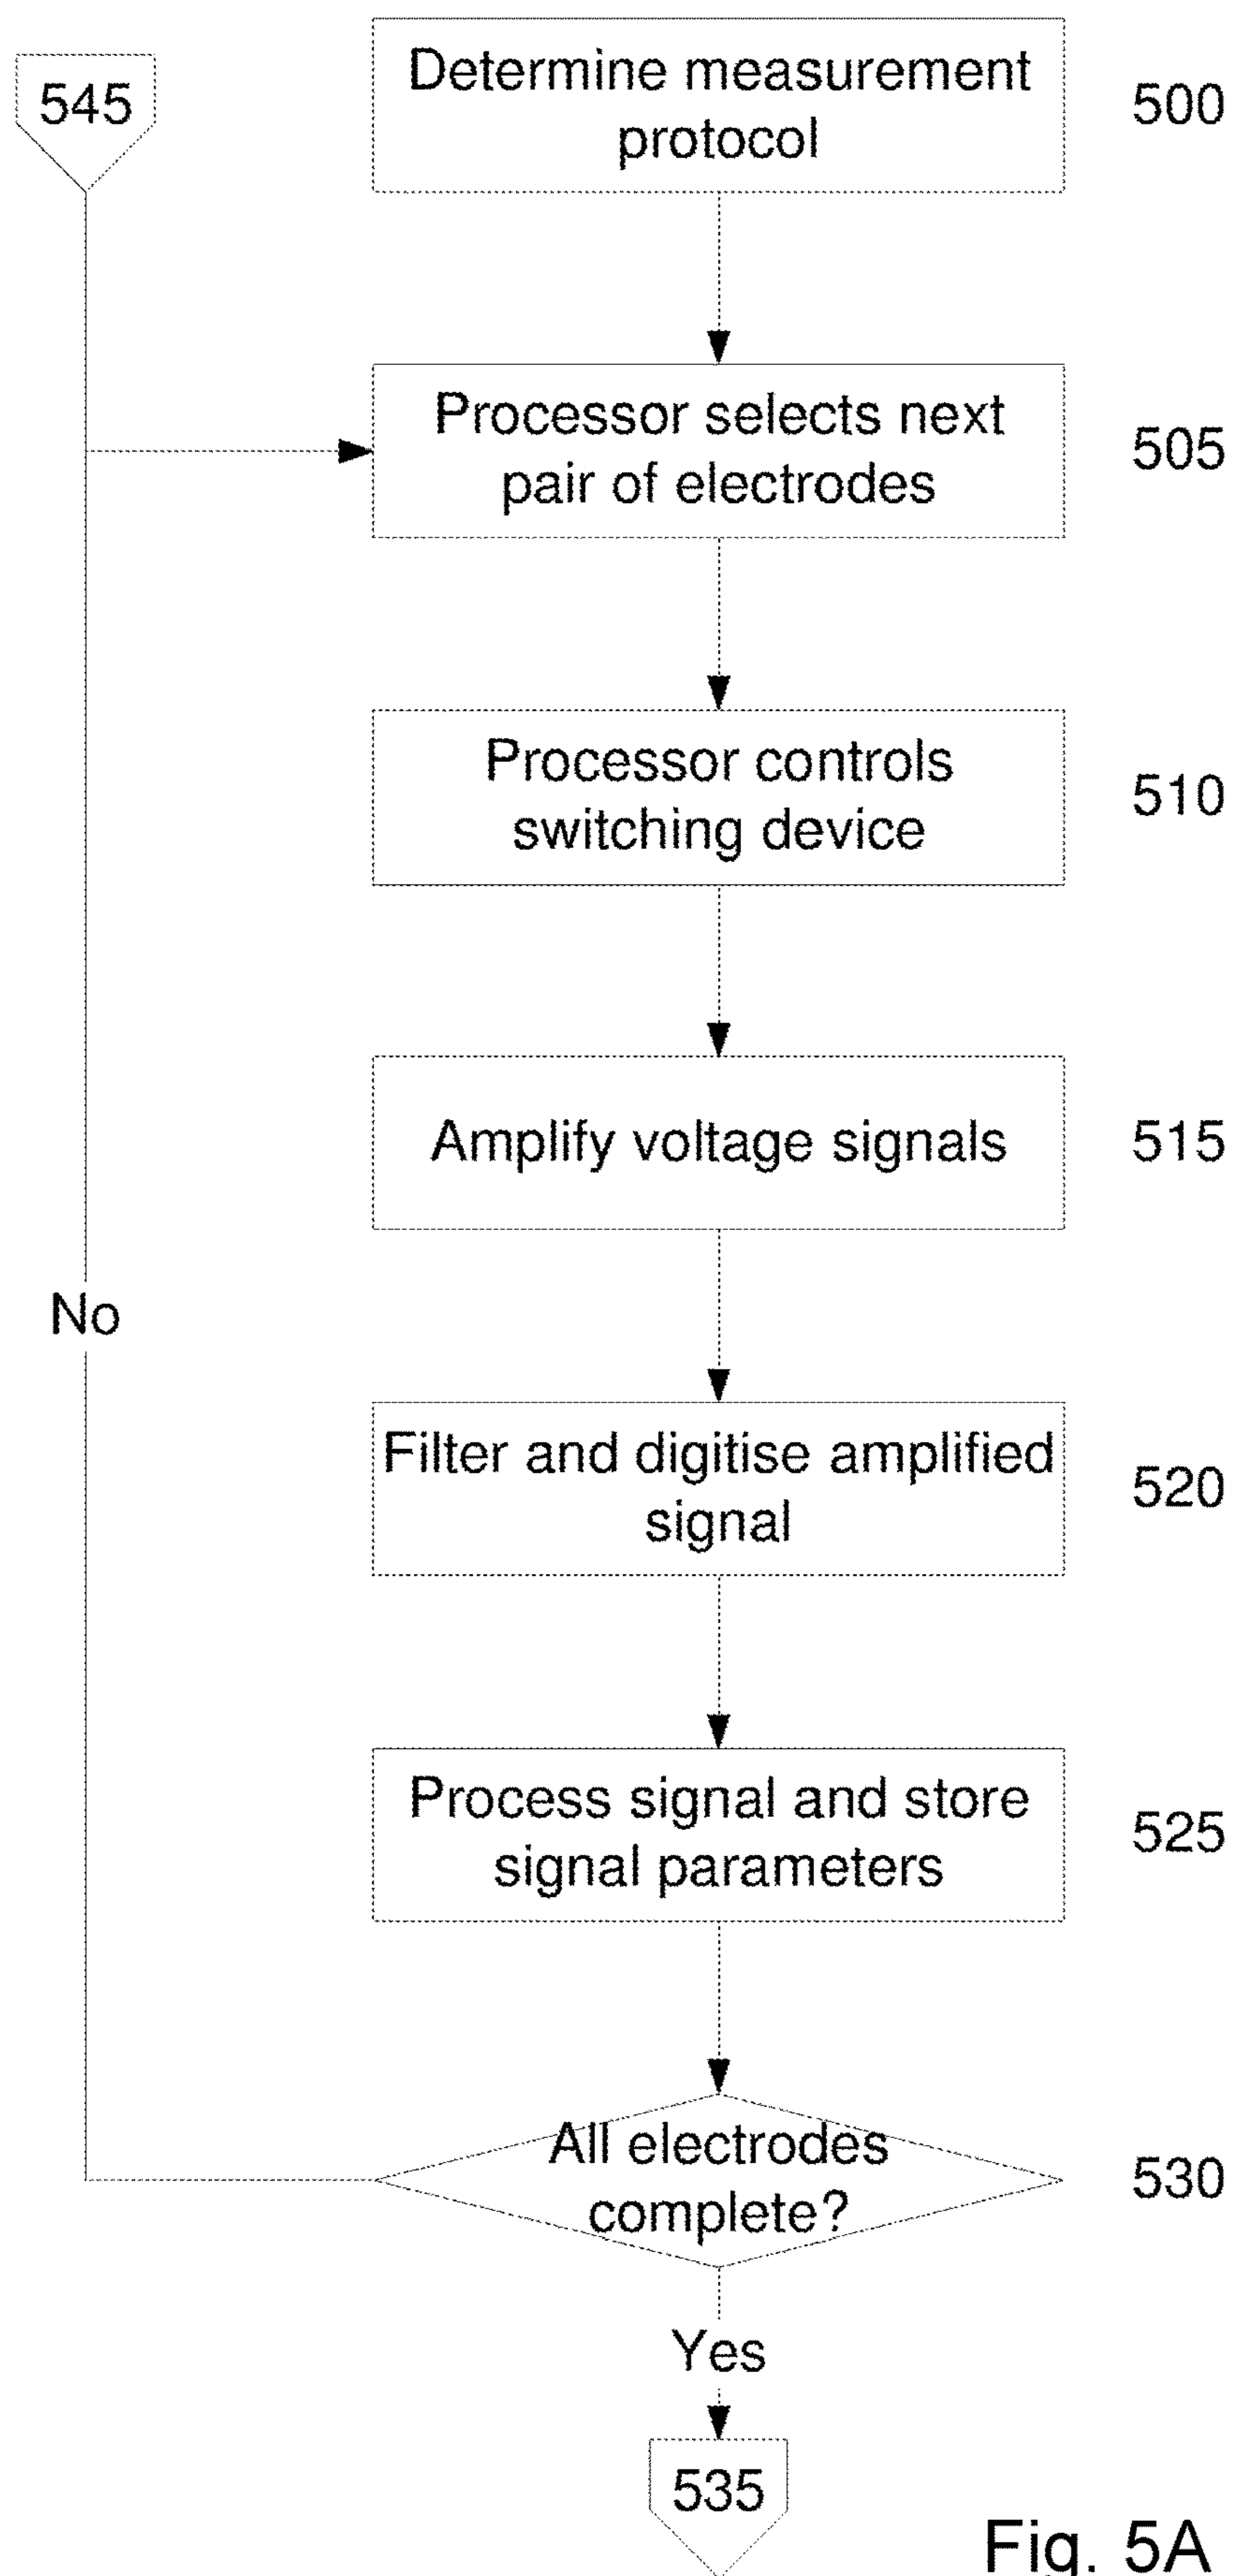 Determine measurement
protocol
500
545
Processor selects next
pair of electrodes
505
Processor controls
switching device
510
Amplify voltage signals
515
No
Filter and digitise amplified
signal
520
Process signal and store
signal parameters
525
All electrodes
complete?
530
Yes
535
Fig. 5A